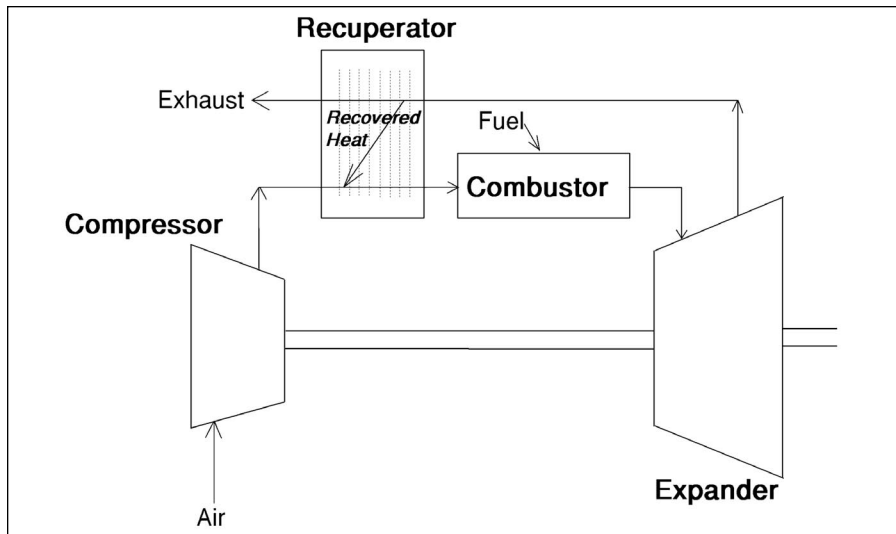 Recuperator
Exhaust
Recovered
Heat
Fuel
Combustor
Compressor
Expander
Air